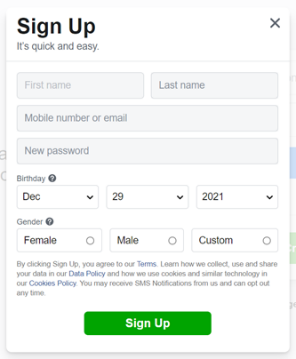 Sign Up
It's quick and easy.
First name Last name
Mobile number or email
New password
Birthday
Dec 29 2021
Gender
Female Male Custom
By clicking Sign Up, you agree to our Terms. Learn how we collect, use and share
your data in our Data Policy and how we use cookies and similar technology in
our Cookies Policy. You may receive SMS Notifications from us and can opt out
any time.
Sign Up